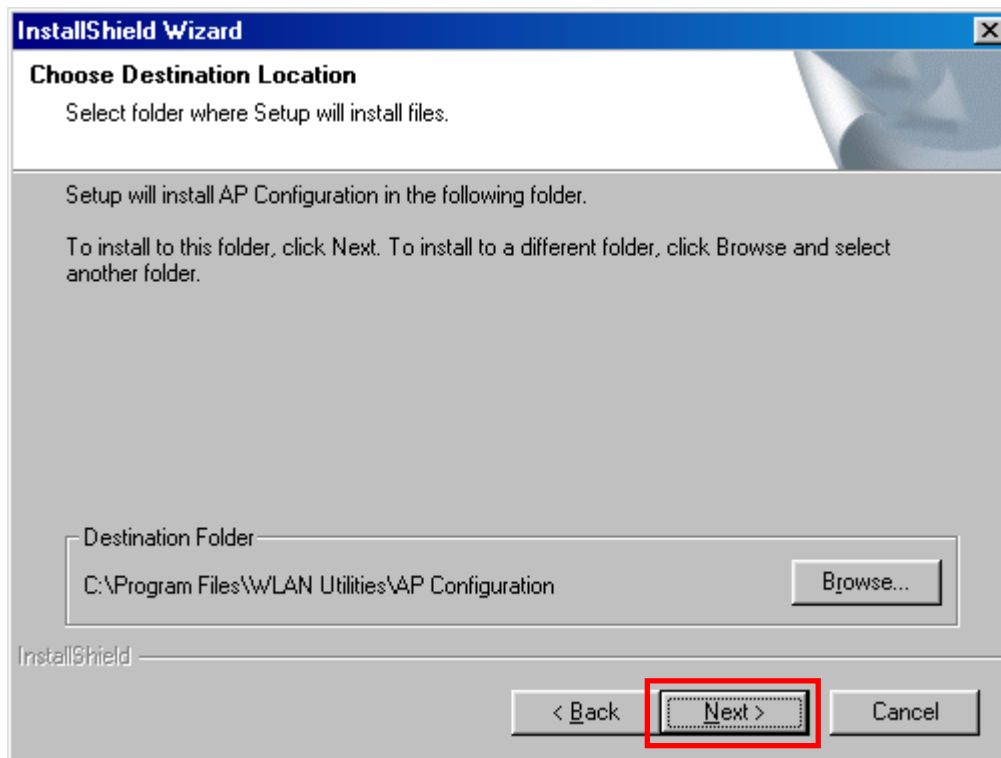 InstallShield Wizard
Choose Destination Location
Select folder where Setup will install files.
Setup will install AP Configuration in the following folder.
To install to this folder, click Next. To install to a different folder, click Browse and select
another folder.
Destination Folder
C:\Program Files\WLAN Utilities\AP Configuration
Browse...
InstallShield
< Back
Next >
Cancel